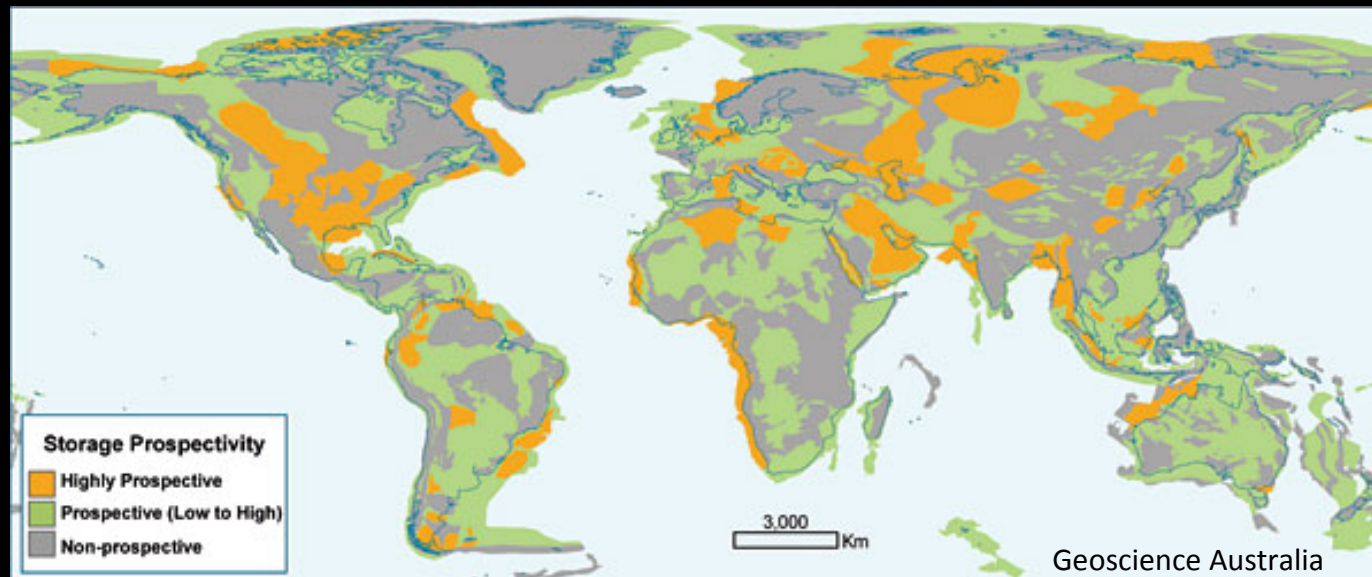 Storage Prospectivity
Highly Prospective
Prospective (Low to High)
Non-prospective
3,000
Km
Geoscience Australia